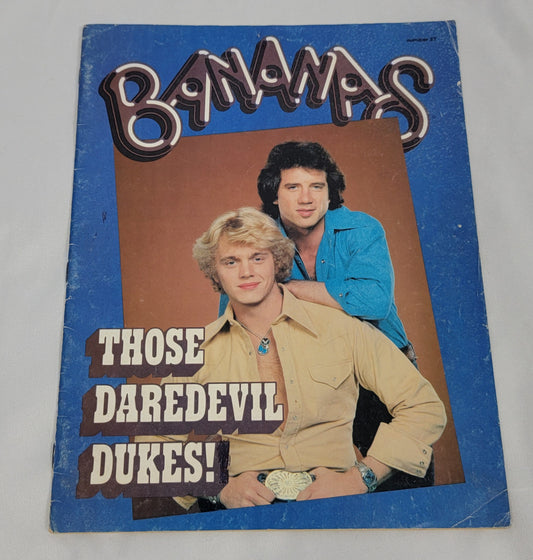 BANANAS
THOSE
DAREDEVIL
DUKES!